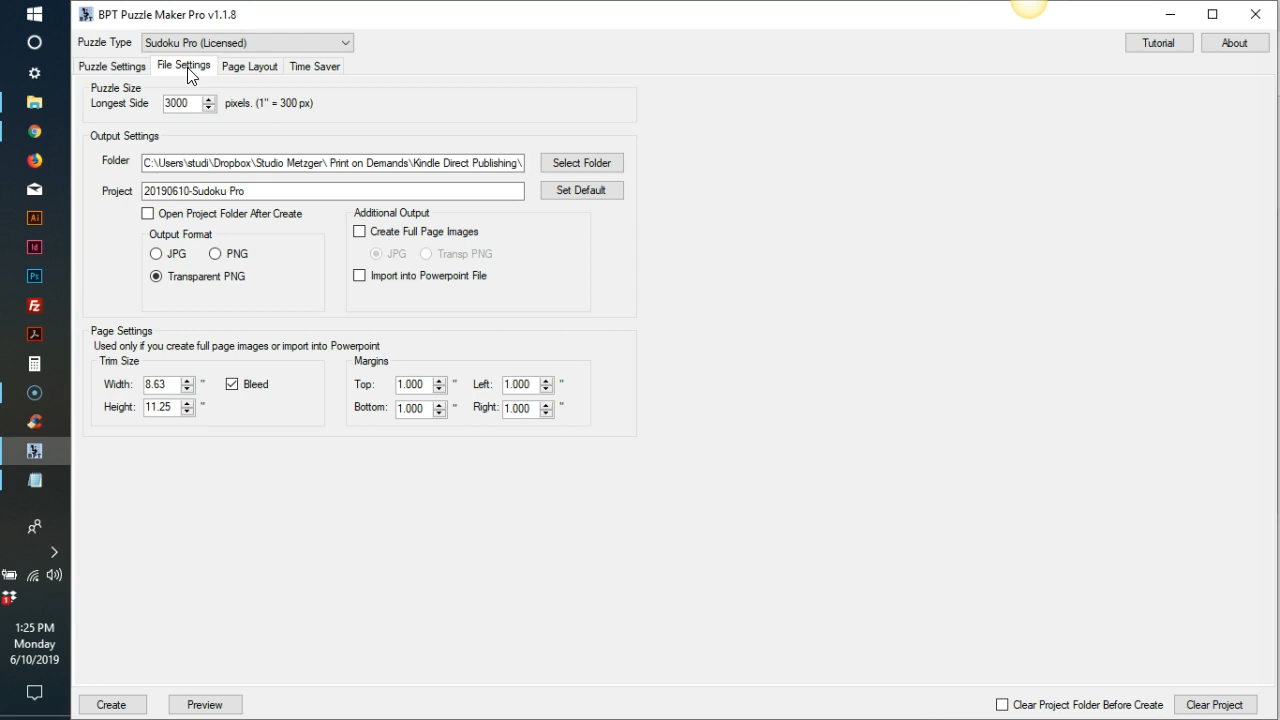 BPT Puzzle Maker Pro v1.1.8
Puzzle Type Sudoku Pro (Licensed) Tutorial About
Puzzle Settings File Settings Page Layout Time Saver
Puzzle Size
Longest Side 3000 pixels. (1" = 300 px)
Output Settings
Folder C:\Users\studi\Dropbox\Studio Metzger\ Print on Demands\Kindle Direct Publishing\ Select Folder
Project 20190610-Sudoku Pro Set Default
Open Project Folder After Create
Output Format
JPG PNG
Transparent PNG
Additional Output
Create Full Page Images
JPG Transp PNG
Import into Powerpoint File
Page Settings
Used only if you create full page images or import into Powerpoint
Trim Size
Width: 8.63 " Bleed
Height: 11.25 "
Margins
Top: 1.000 " Left: 1.000 "
Bottom: 1.000 " Right: 1.000 "
Ai
Id
Ps
Fz
1
1:25 PM
Monday
6/10/2019
Create Preview Clear Project Folder Before Create Clear Project